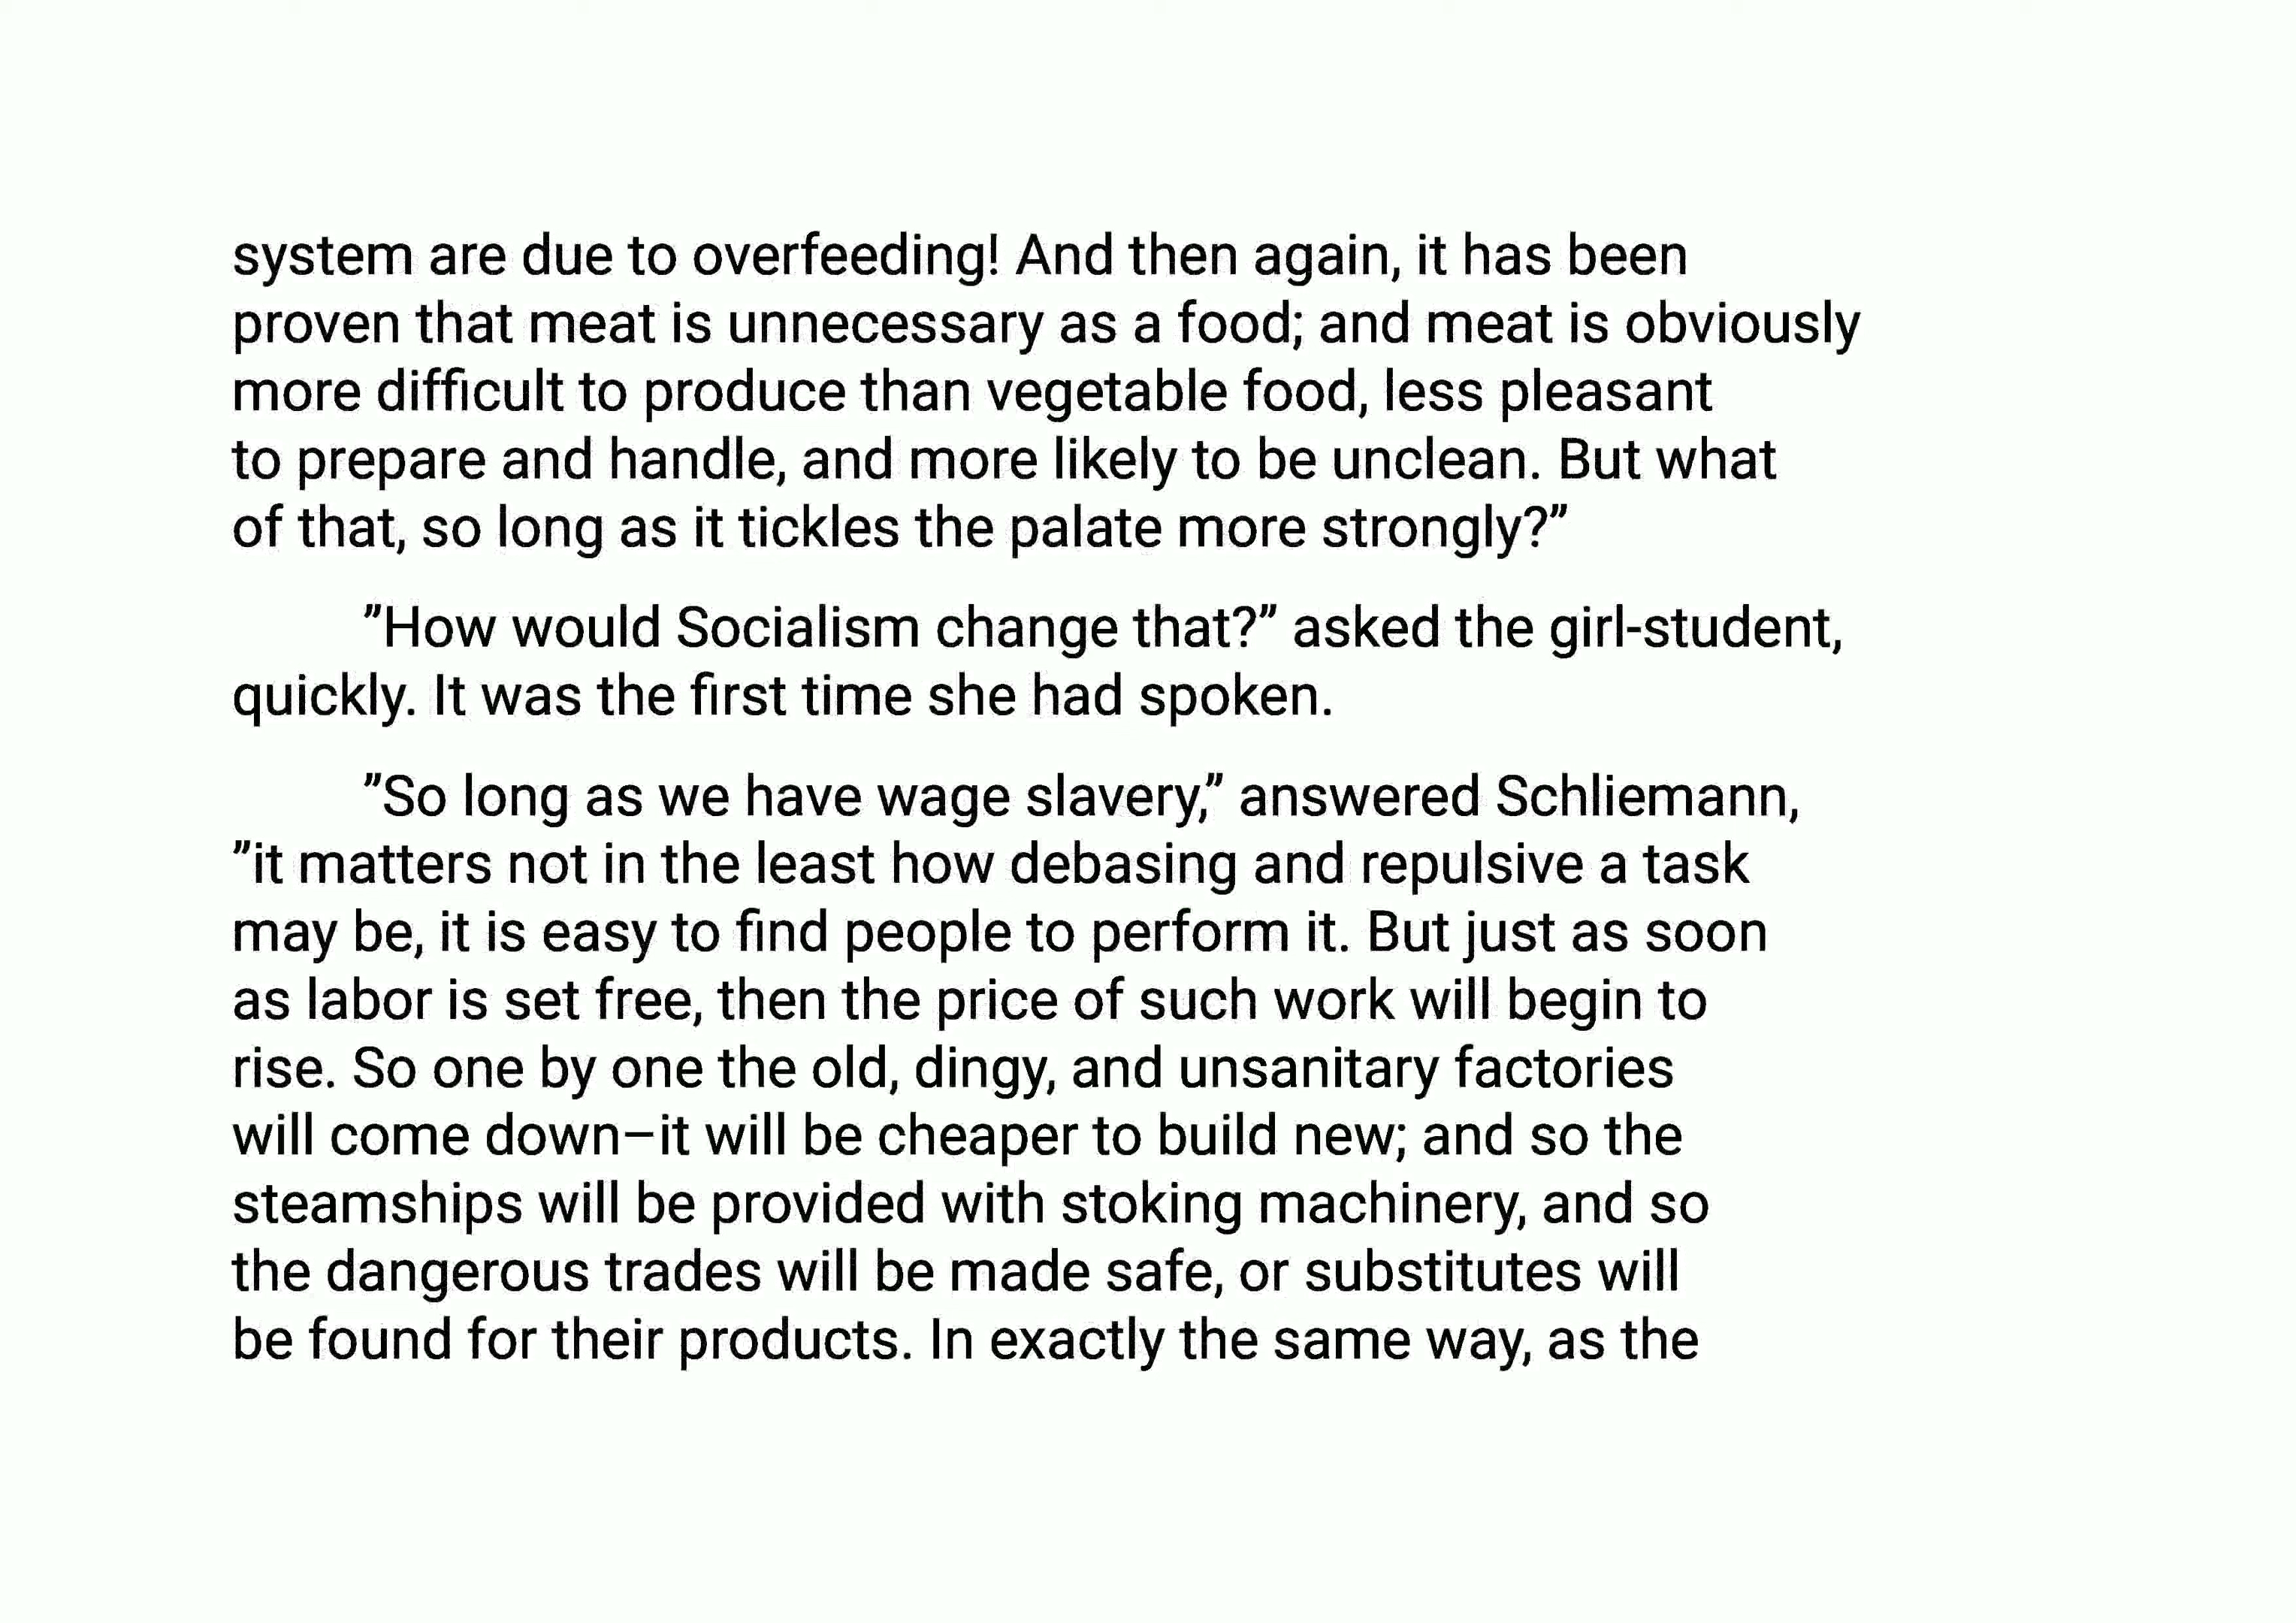 system are due to overfeeding! And then again, it has been
proven that meat is unnecessary as a food; and meat is obviously
more difficult to produce than vegetable food, less pleasant
to prepare and handle, and more likely to be unclean. But what
of that, so long as it tickles the palate more strongly?”
”How would Socialism change that?” asked the girl-student,
quickly. It was the first time she had spoken.
”So long as we have wage slavery,” answered Schliemann,
”it matters not in the least how debasing and repulsive a task
may be, it is easy to find people to perform it. But just as soon
as labor is set free, then the price of such work will begin to
rise. So one by one the old, dingy, and unsanitary factories
will come down–it will be cheaper to build new; and so the
steamships will be provided with stoking machinery, and so
the dangerous trades will be made safe, or substitutes will
be found for their products. In exactly the same way, as the